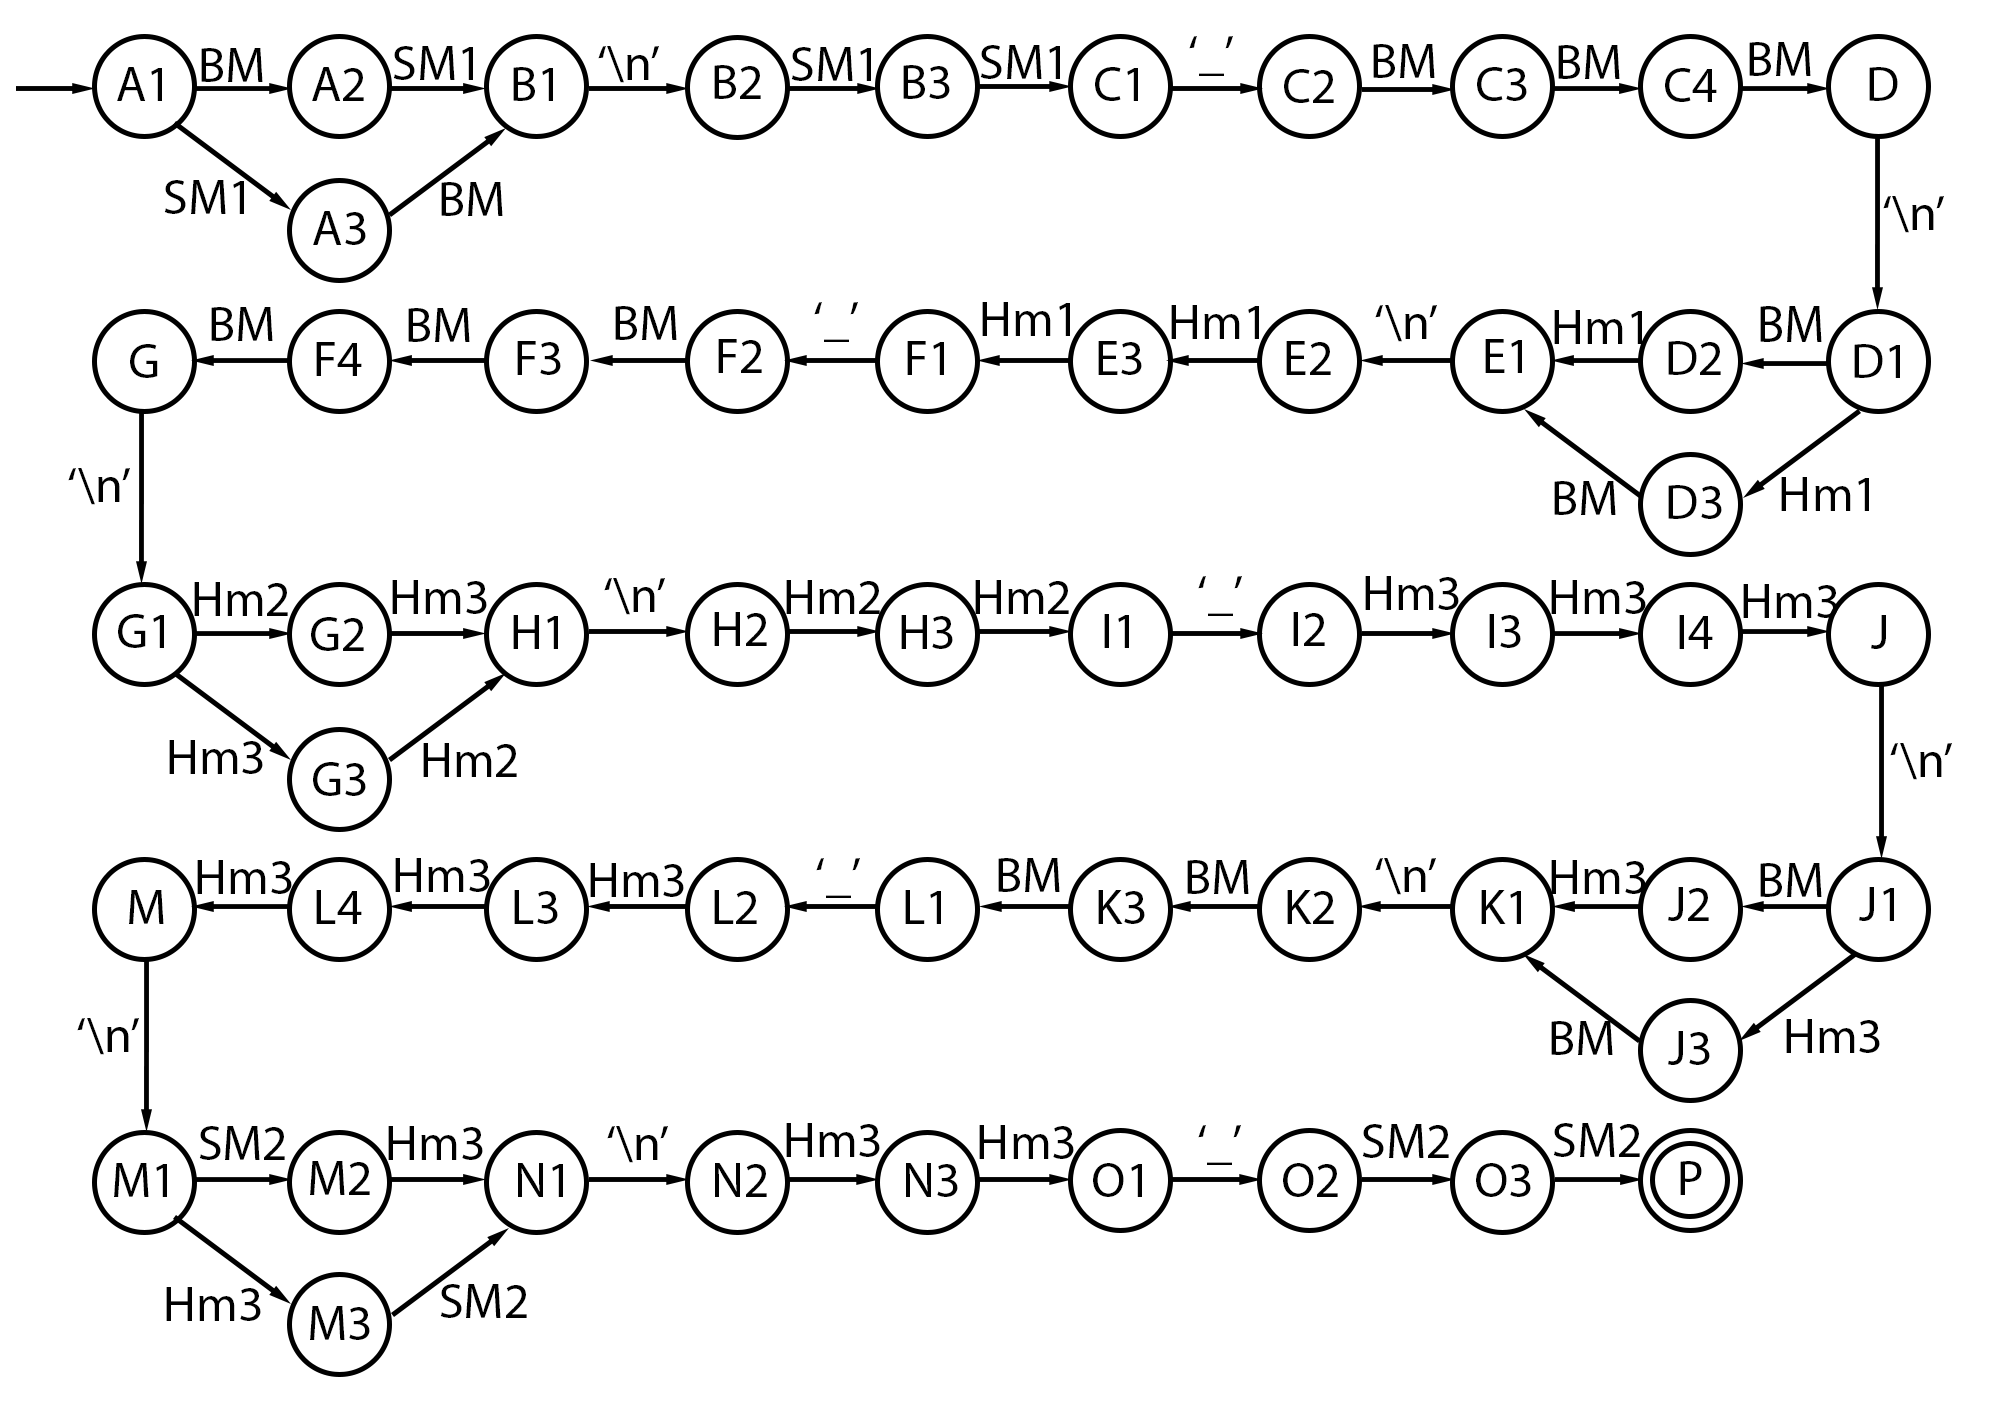 BM SM1 ‘\n’ SM1 SM1 ‘_’ BM BM BM
A1 A2 B1 B2 B3 C1 C2 C3 C4 D
SM1 A3 BM ‘\n’
BM BM BM ‘_’ Hm1 Hm1 ‘\n’ Hm1 BM
G F4 F3 F2 F1 E3 E2 E1 D2 D1
‘\n’ BM D3 Hm1
Hm2 Hm3 ‘\n’ Hm2 Hm2 ‘_’ Hm3 Hm3 Hm3
G1 G2 H1 H2 H3 I1 I2 I3 I4 J
Hm3 G3 Hm2 ‘\n’
Hm3 Hm3 Hm3 ‘_’ BM BM ‘\n’ Hm3 BM
M L4 L3 L2 L1 K3 K2 K1 J2 J1
‘\n’ BM J3 Hm3
SM2 Hm3 ‘\n’ Hm3 Hm3 ‘_’ SM2 SM2
M1 M2 N1 N2 N3 O1 O2 O3 P
Hm3 M3 SM2